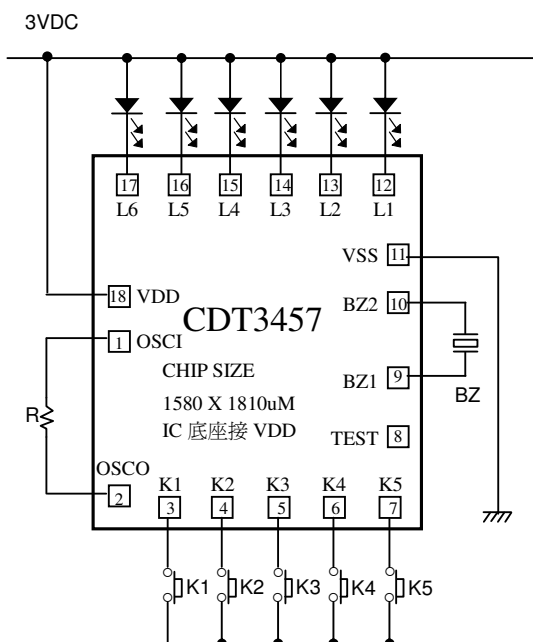 3VDC
17 16 15 14 13 12
L6 L5 L4 L3 L2 L1
VSS 11
18 VDD
BZ2 10
CDT3457
1 OSCI
CHIP SIZE
BZ1 9
BZ
1580 X 1810uM
R
IC 底座接 VDD
TEST 8
OSCO
2
K1 K2 K3 K4 K5
3 4 5 6 7
K1 K2 K3 K4 K5